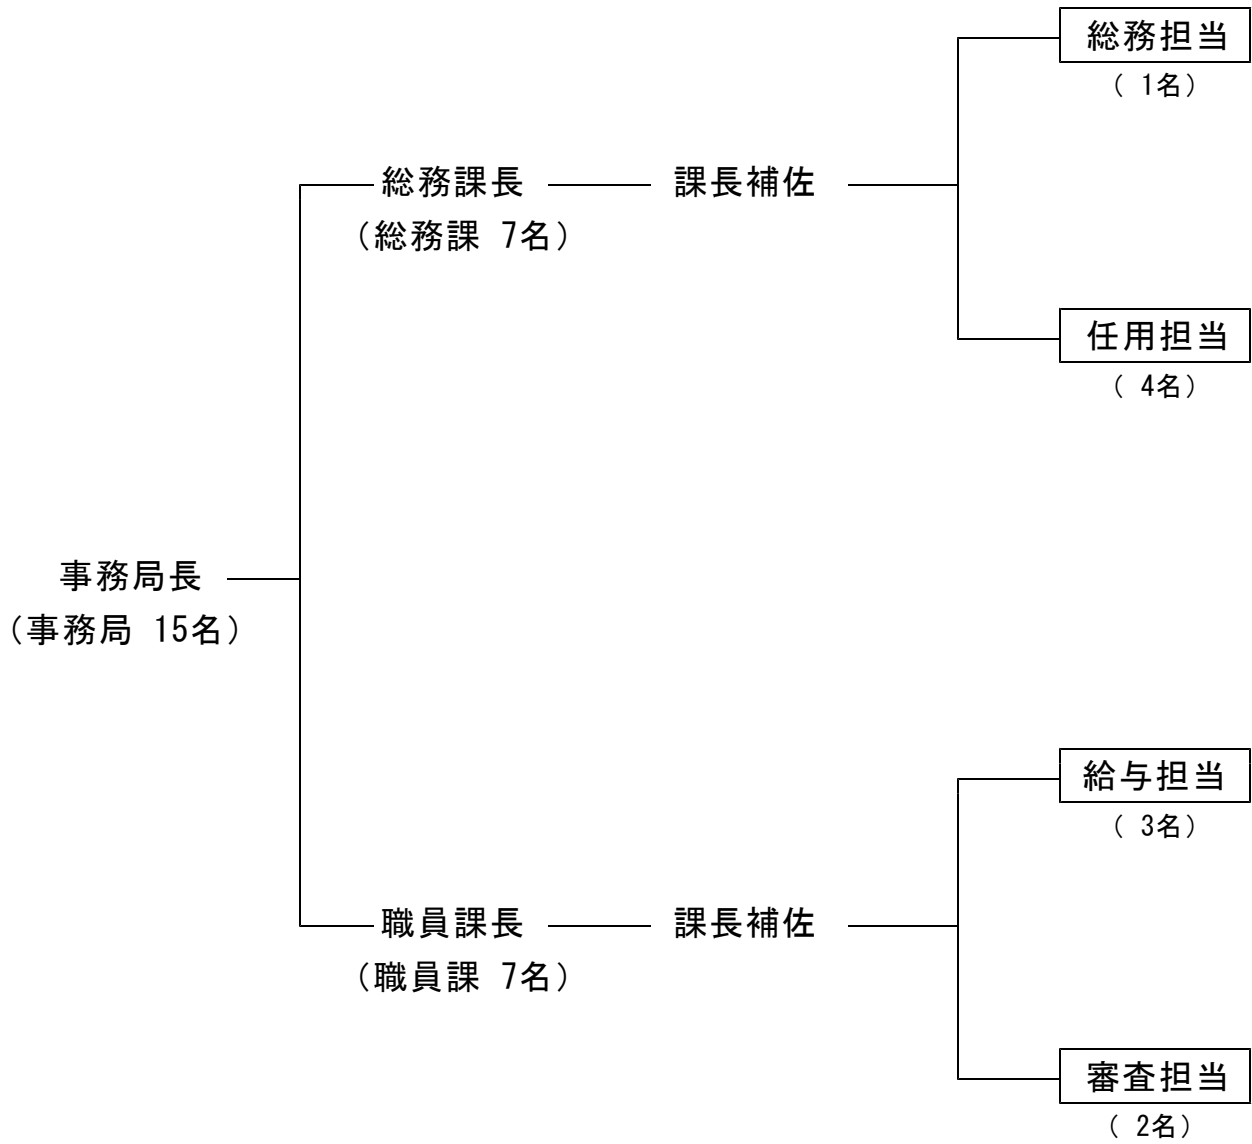 総務担当
( 1名)
総務課長
課長補佐
(総務課 7名)
任用担当
( 4名)
事務局長
(事務局 15名)
給与担当
( 3名)
職員課長
課長補佐
(職員課 7名)
審査担当
( 2名)